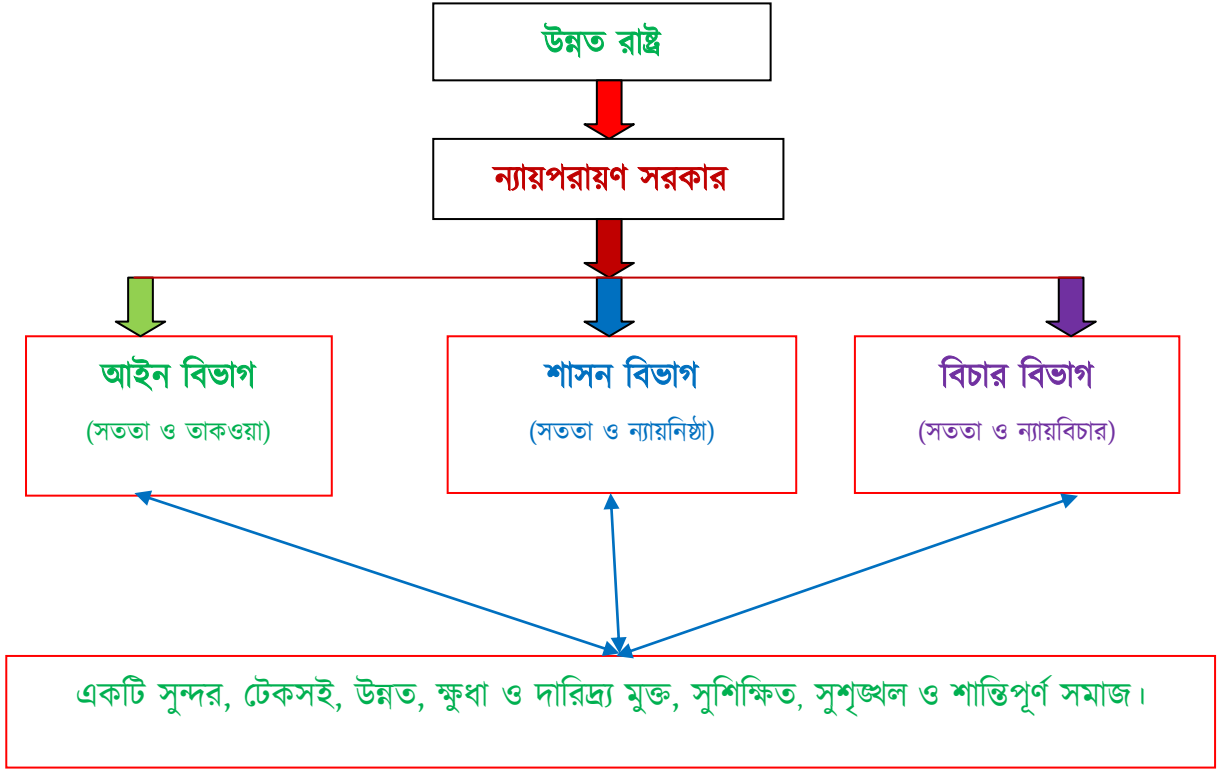 উন্নত রাষ্ট্র
ন্যায়পরায়ণ সরকার
আইন বিভাগ
(সততা ও তাকওয়া)
শাসন বিভাগ
(সততা ও ন্যায়নিষ্ঠা)
বিচার বিভাগ
(সততা ও ন্যায়বিচার)
একটি সুন্দর, টেকসই, উন্নত, ক্ষুধা ও দারিদ্র্য মুক্ত, সুশিক্ষিত, সুশৃঙ্খল ও শান্তিপূর্ণ সমাজ।